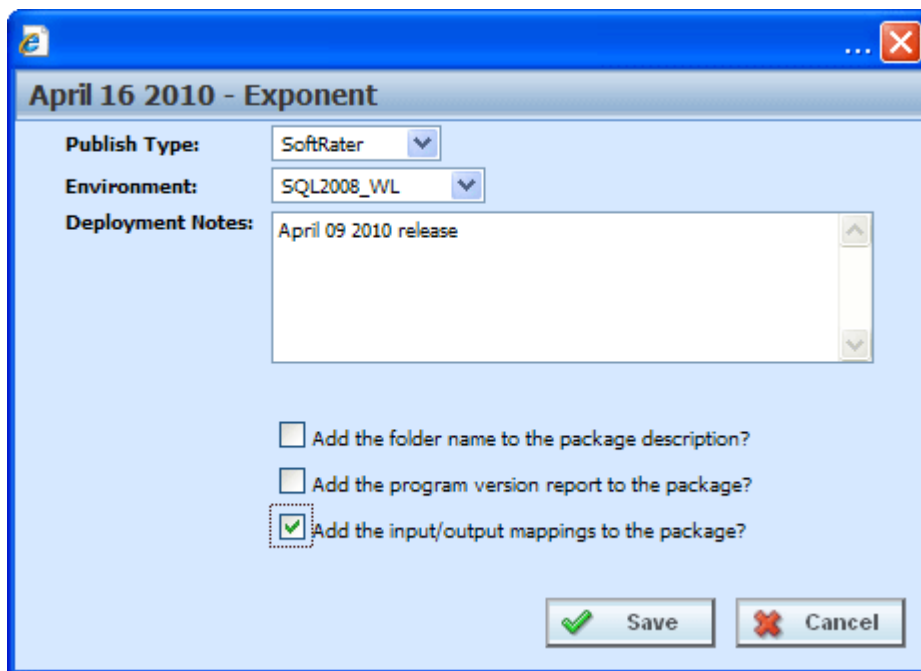 ...
April 16 2010 - Exponent
Publish Type: SoftRater
Environment: SQL2008_WL
Deployment Notes: April 09 2010 release
Add the folder name to the package description?
Add the program version report to the package?
Add the input/output mappings to the package?
Save Cancel